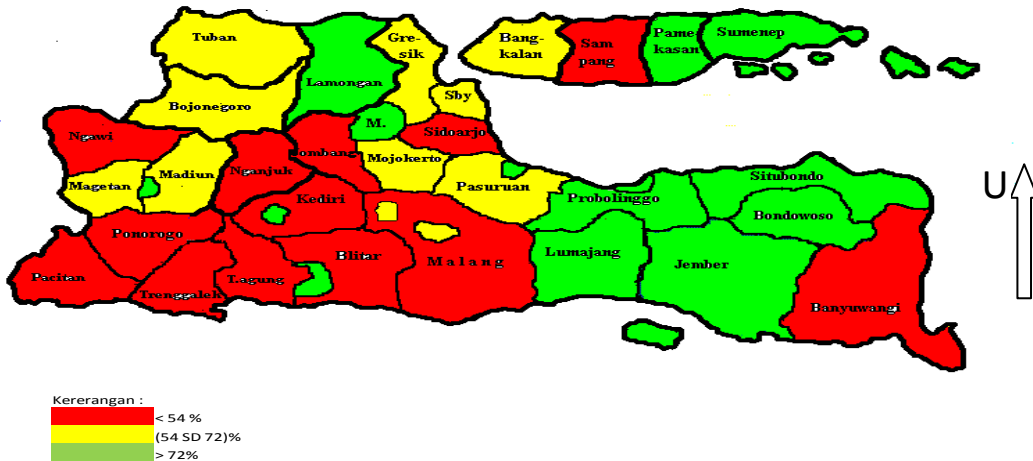 Tuban
Gre-
sik
Bang-
kalan
Sam
pang
Pame
kasan
Sumenep
Lamongan
Bojonegoro
Sby
M.
Ngawi
ombang
Sidoarjo
Magetan
Madiun
Nganjuk
Mojokerto
Pasuruan
Situbondo
U
Kediri
Probolinggo
Bondowoso
Ponorogo
Blitar
Malang
Lumajang
Jember
Pacitan
Trenggalek
T.agung
Banyuwangi
Kererangan :
< 54 %
(54 SD 72)%
> 72%